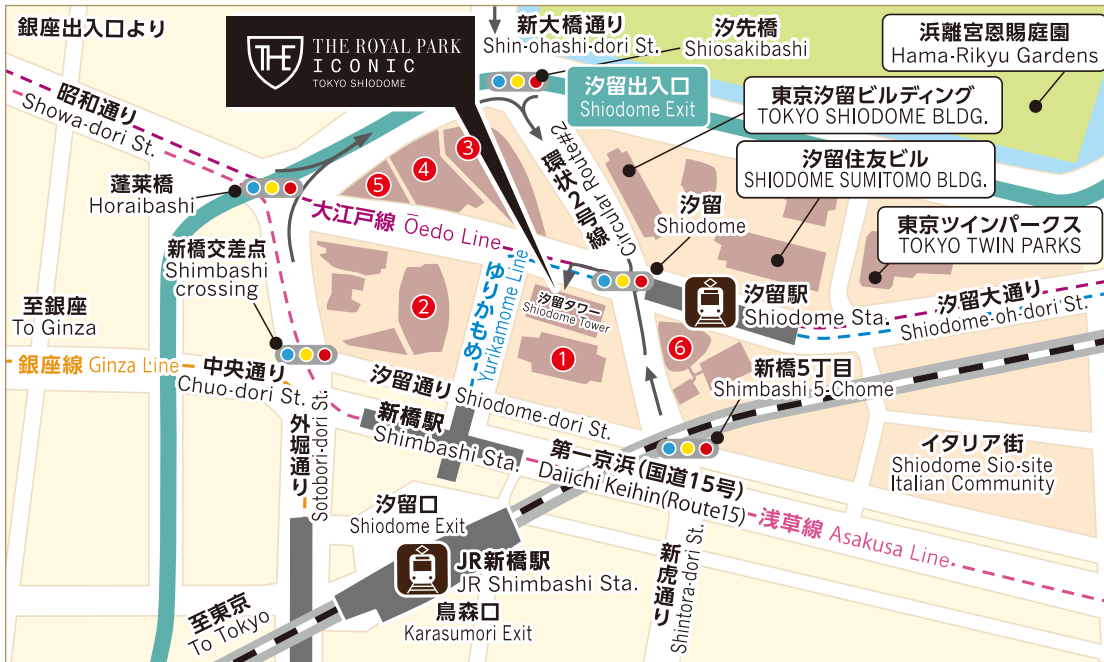 銀座出入口より
THE
THE ROYAL PARK
ICONIC
TOKYO SHIODOME
新大橋通り
Shin-ohashi-dori St.
汐先橋
Shiosakibashi
浜離宮恩賜庭園
Hama-Rikyu Gardens
汐留出入口
Shiodome Exit
東京汐留ビルディング
TOKYO SHIODOME BLDG.
汐留住友ビル
SHIODOME SUMITOMO BLDG.
東京ツインパークス
TOKYO TWIN PARKS
昭和通り
Showa-dori St.
蓬莱橋
Horaibashi
3
4
5
環状2号線
Circular Route#2
汐留
Shiodome
大江戸線 Ōedo Line
新橋交差点
Shimbashi
crossing
ゆりかもめ
Yurikamome Line
汐留タワー
Shiodome Tower
汐留駅
Shiodome Sta.
汐留大通り
Shiodome-oh-dori St.
至銀座
To Ginza
2
1
6
銀座線 Ginza Line
中央通り
Chuo-dori St.
汐留通り Shiodome-dori St.
新橋5丁目
Shimbashi 5-Chome
外堀通り
Sotobori-dori St.
新橋駅
Shimbashi Sta.
第一京浜(国道15号)
Daiichi Keihin(Route15)
イタリア街
Shiodome Sio-site
Italian Community
浅草線 Asakusa Line
汐留口
Shiodome Exit
JR新橋駅
JR Shimbashi Sta.
烏森口
Karasumori Exit
新虎通り
Shintora-dori St.
至東京
To Tokyo